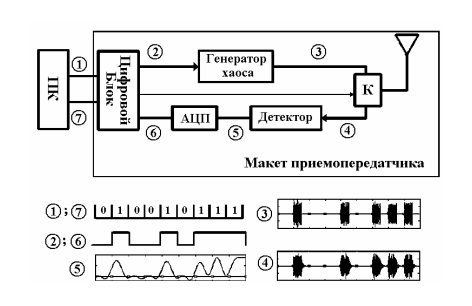 ② ③
Генератор хаоса
①
ПК
Цифровой Блок
К
⑦
АЦП
Детектор
⑥ ⑤ ④
Макет приемопередатчика
①;⑦ 0 1 0 0 1 0 1 1 1
③
②;⑥
⑤
④